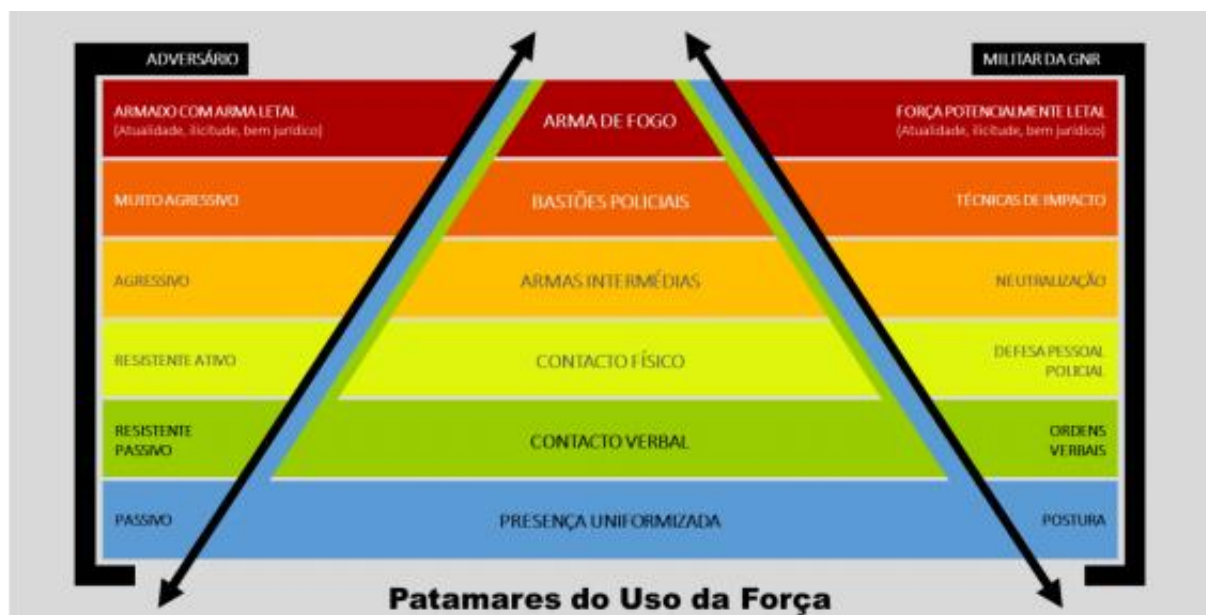 ADVERSÁRIO
MILITAR DA GNR
ARMADO COM ARMA LETAL
(Atualidade, ilicitude, bem jurídico)
ARMA DE FOGO
FORÇA POTENCIALMENTE LETAL
(Atualidade, ilicitude, bem jurídico)
MUITO AGRESSIVO
BASTÕES POLICIAIS
TÉCNICAS DE IMPACTO
AGRESSIVO
ARMAS INTERMÉDIAS
NEUTRALIZAÇÃO
RESISTENTE ATIVO
CONTACTO FÍSICO
DEFESA PESSOAL
POLICIAL
RESISTENTE
PASSIVO
CONTACTO VERBAL
ORDENS
VERBAIS
PASSIVO
PRESENÇA UNIFORMIZADA
POSTURA
Patamares do Uso da Força